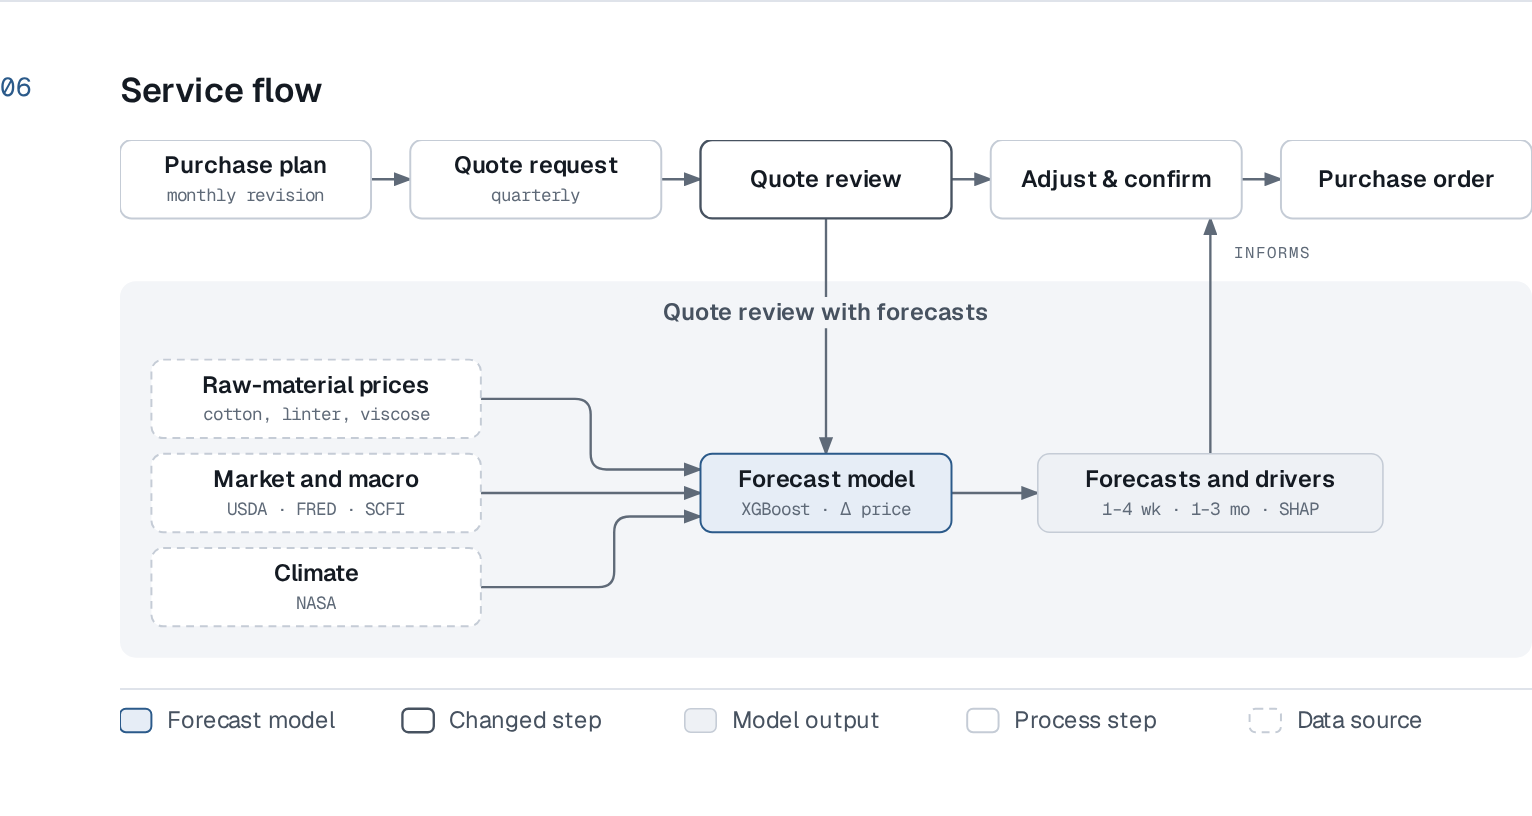 06
Service flow
Purchase plan
monthly revision
Quote request
quarterly
Quote review
Adjust & confirm
Purchase order
INFORMS
Quote review with forecasts
Raw-material prices
cotton, linter, viscose
Market and macro
USDA · FRED · SCFI
Climate
NASA
Forecast model
XGBoost · Δ price
Forecasts and drivers
1–4 wk · 1–3 mo · SHAP
Forecast model
Changed step
Model output
Process step
Data source